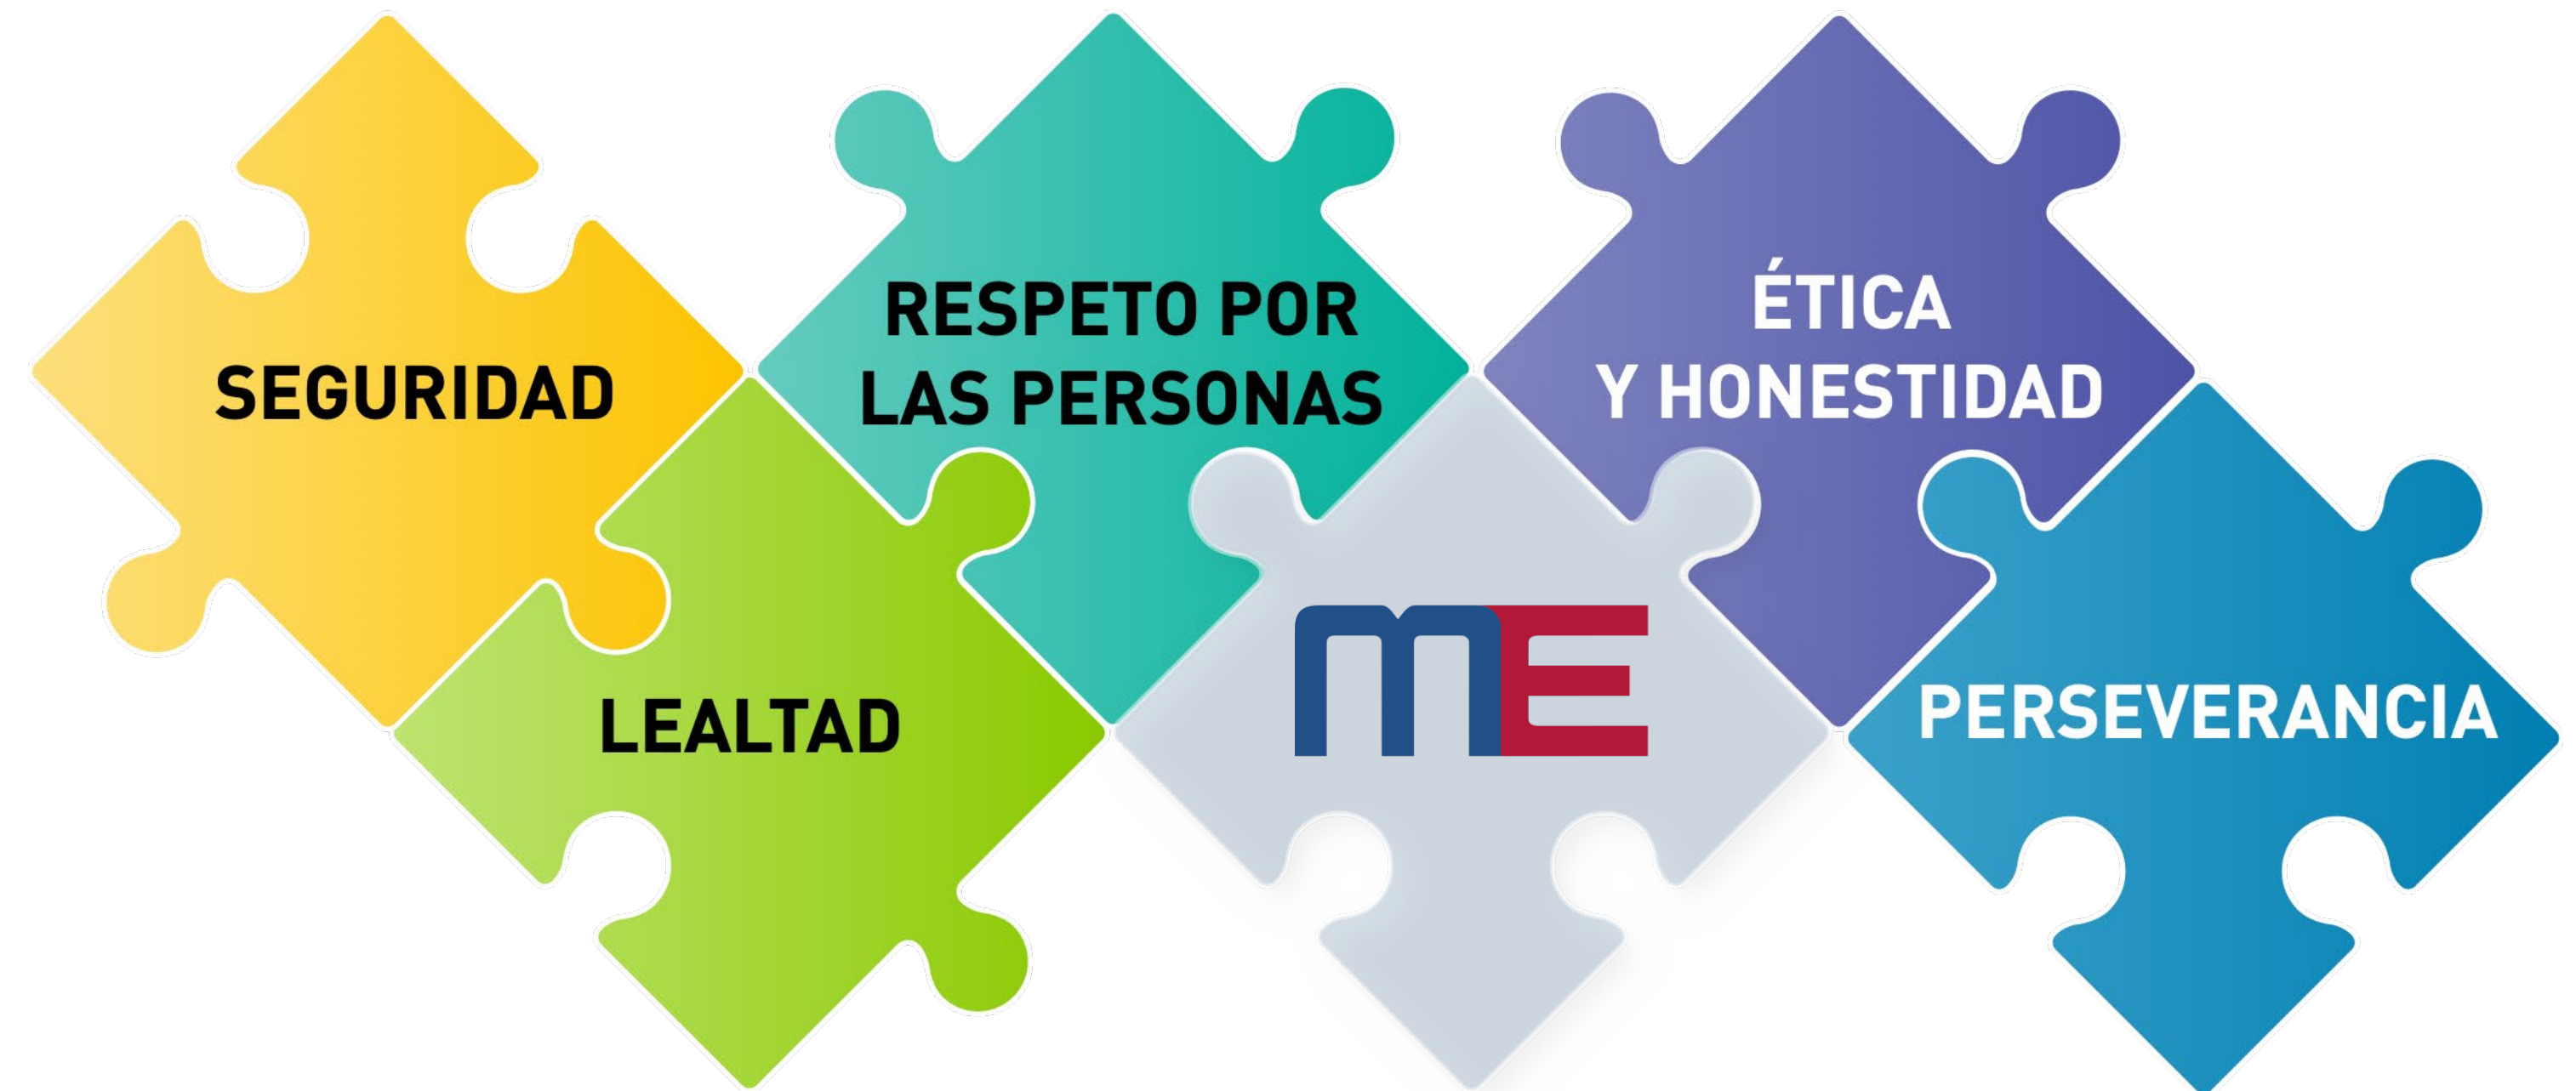 SEGURIDAD
RESPETO POR
LAS PERSONAS
ÉTICA
Y HONESTIDAD
LEALTAD
mE
PERSEVERANCIA